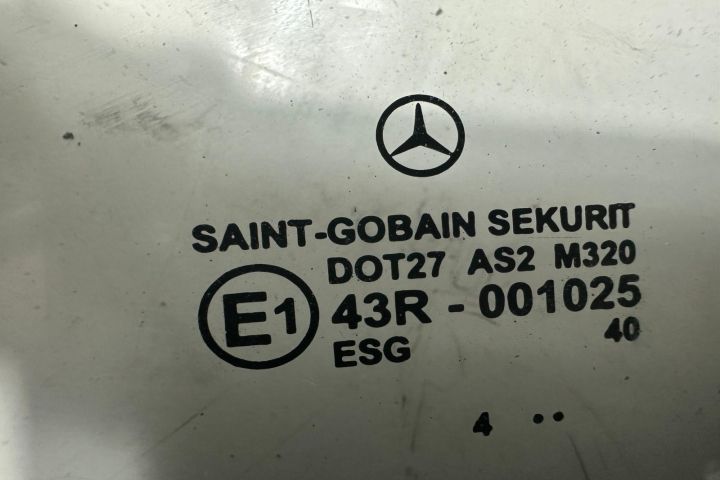 SAINT-GOBAIN SEKURIT
DOT27 AS2 M320
E1 43R - 001025
ESG 40
4 ••